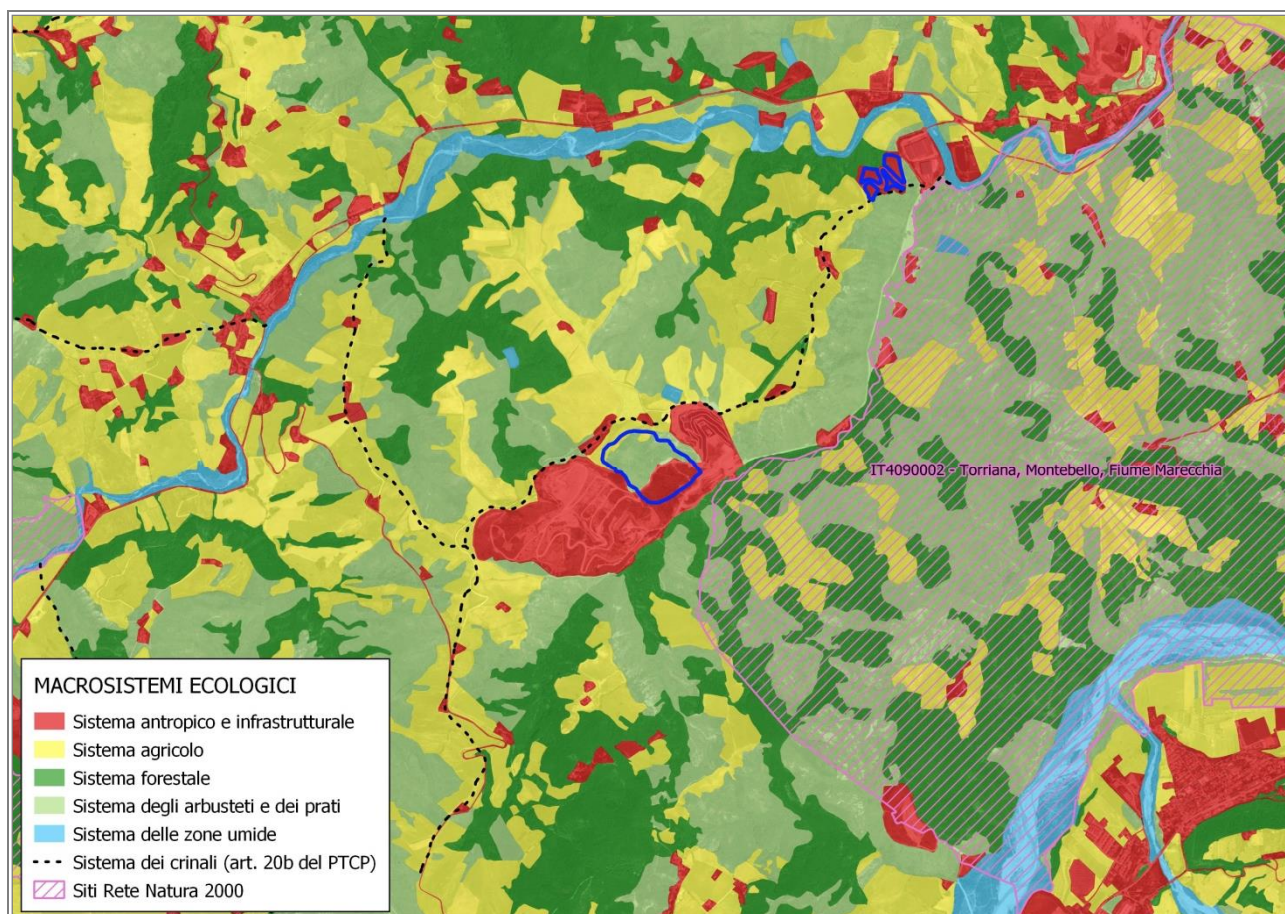 IT4090002 - Torriana, Montebello, Fiume Marecchia
MACROSISTEMI ECOLOGICI
Sistema antropico e infrastrutturale
Sistema agricolo
Sistema forestale
Sistema degli arbusteti e dei prati
Sistema delle zone umide
Sistema dei crinali (art. 20b del PTCP)
Siti Rete Natura 2000